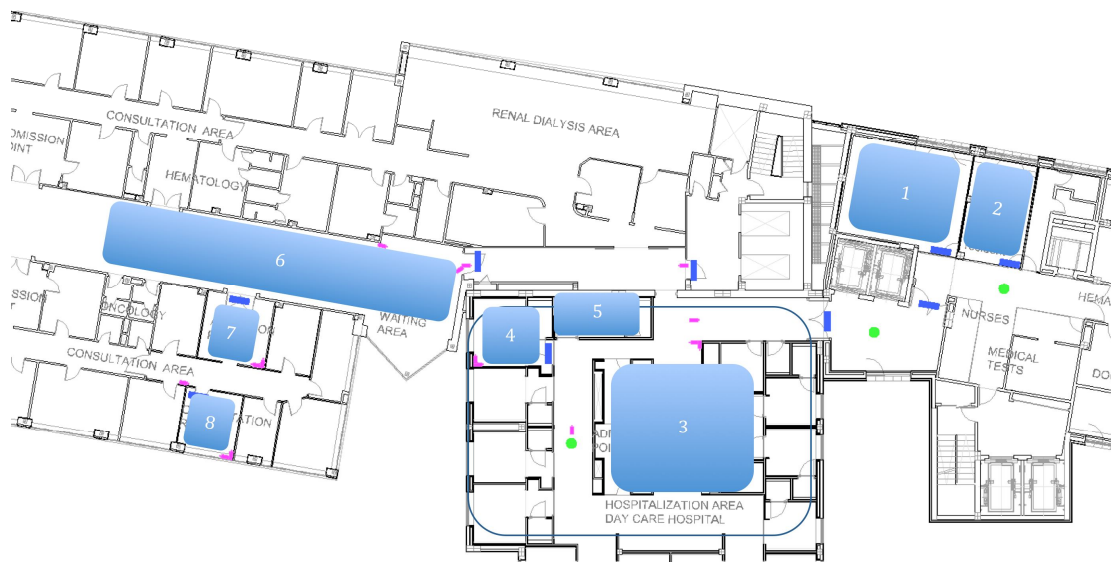 CONSULTATION AREA
RENAL DIALYSIS AREA
HEMATOLOGY
1
2
6
ONCOLOGY
WAITING
AREA
7
4
5
NURSES
MEDICAL
TESTS
CONSULTATION AREA
8
3
HOSPITALIZATION AREA
DAY CARE HOSPITAL